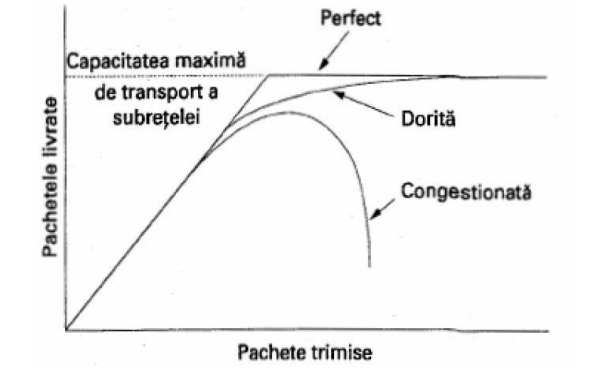 Perfect
Capacitatea maximă
de transport a
subrețelei
Dorită
Congestionată
Pachetele livrate
Pachete trimise